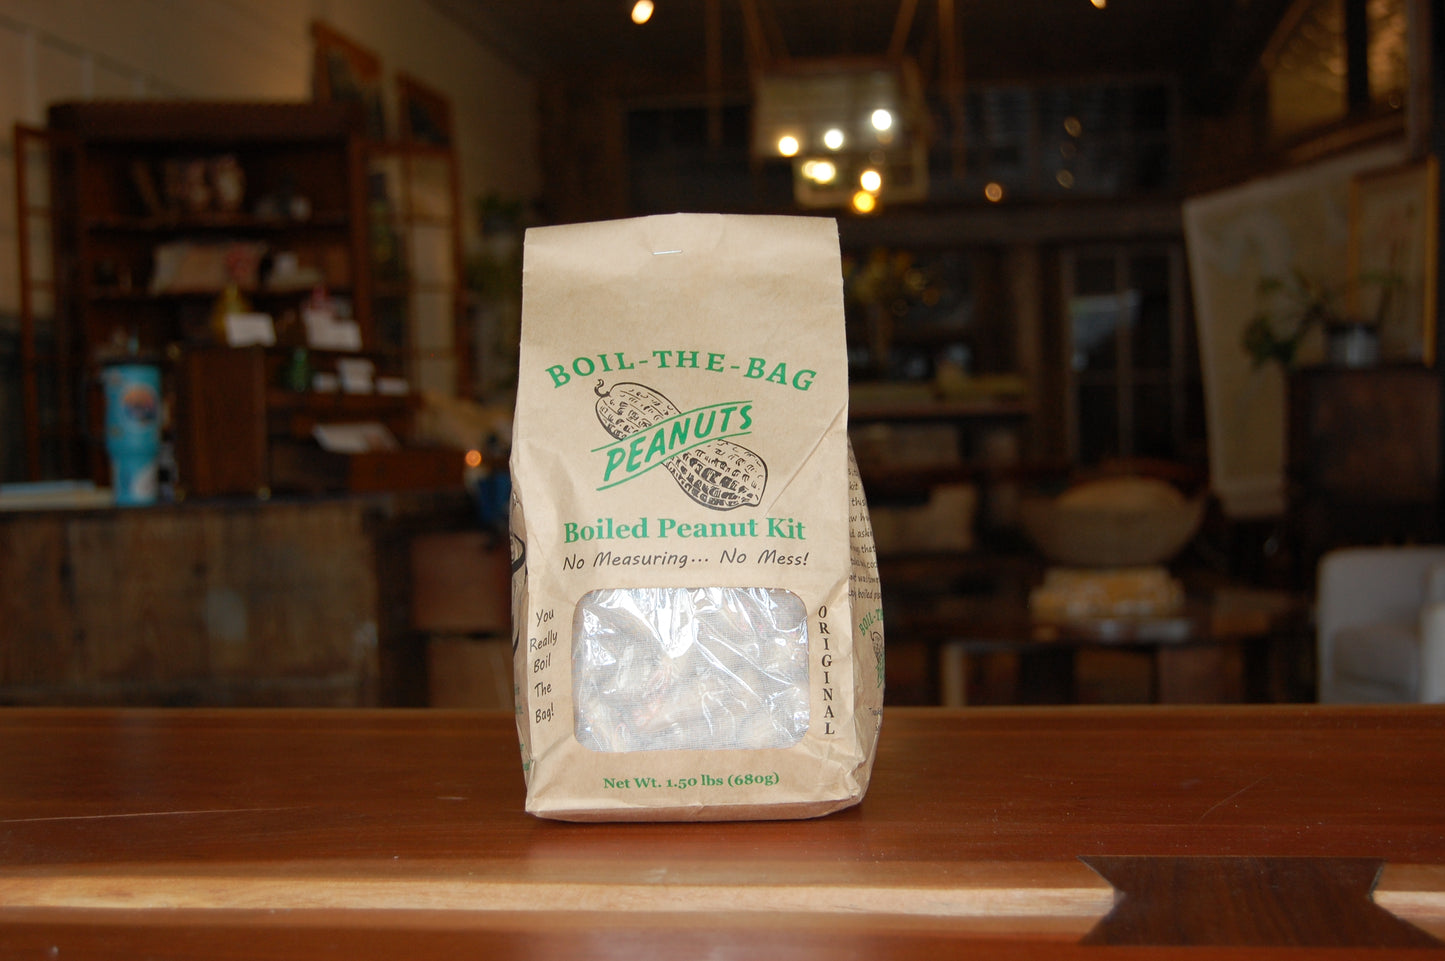 BOIL-THE-BAG
PEANUTS
Boiled Peanut Kit
No Measuring... No Mess!
You
Really
Boil
The
Bag!
ORIGINAL
Net Wt. 1.50 lbs (680g)